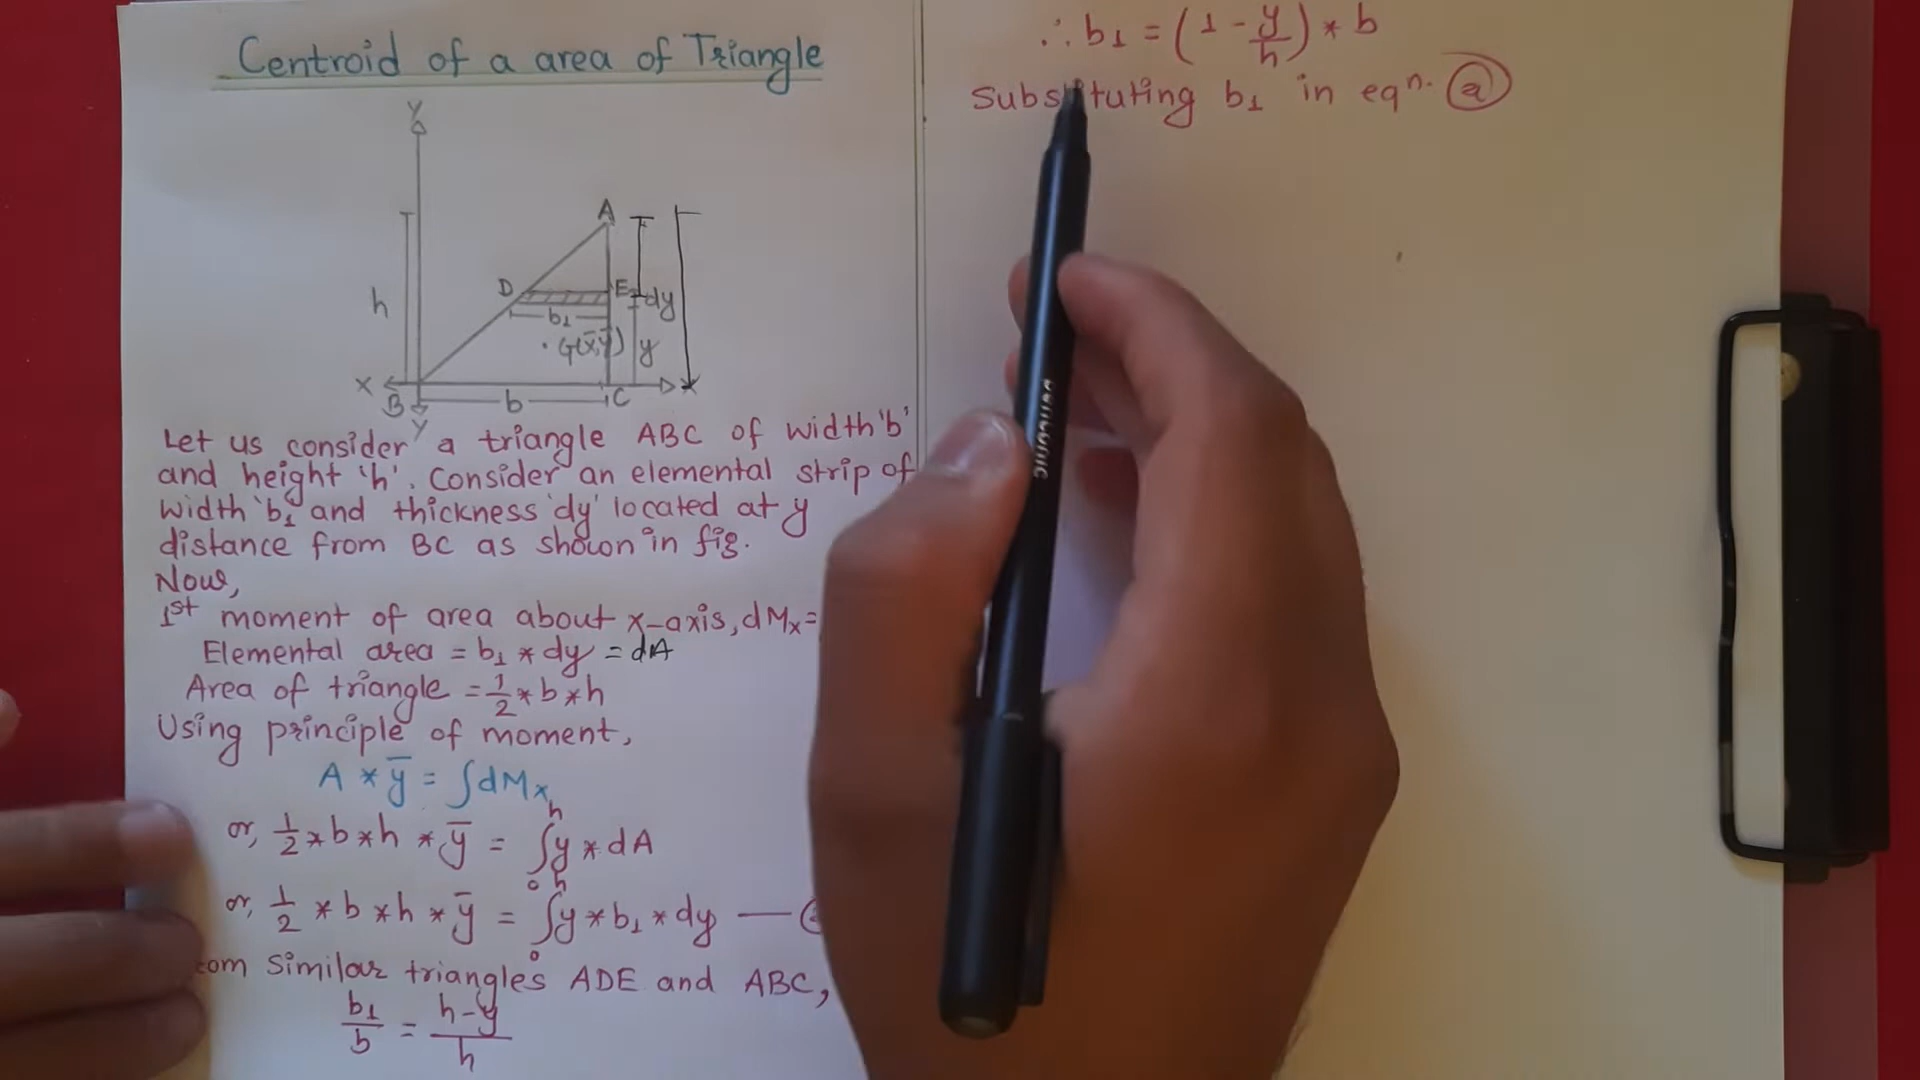 Centroid of a area of Triangle
Y
A
D
E
dy
h
b₁
G(x̅,y̅)
y
X
X
B
b
C
Y
Let us consider a triangle ABC of width 'b'
and height 'h'. Consider an elemental strip of
width 'b₁ and thickness 'dy' located at y
distance from BC as shown in fig.
Now,
1st moment of area about x-axis, dMx=
Elemental area = b₁ * dy = dA
Area of triangle = 1/2 * b * h
Using principle of moment,
A * y̅ = ∫dMx
or, 1/2 * b * h * y̅ = ∫₀ʰ y * dA
or, 1/2 * b * h * y̅ = ∫₀ʰ y * b₁ * dy —
Similar triangles ADE and ABC,
b₁/b = (h-y)/h
∴ b₁ = (1 - y/h) * b
Substituting b₁ in eqn. ⓐ